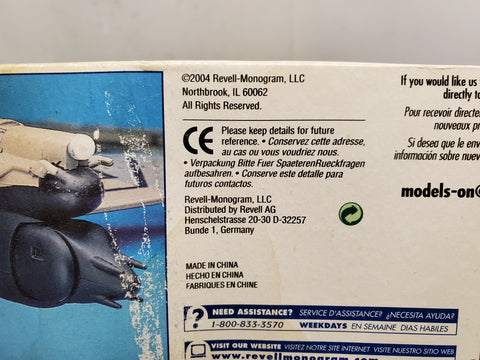 ©2004 Revell-Monogram, LLC
Northbrook, IL 60062
All Rights Reserved.
CE
Please keep details for future
reference. • Conservez cette adresse,
au cas ou vous voudriez nous.
• Verpackung Bitte Fuer SpaeterenRueckfragen
aufbesahren. • Conserve este detalle para
futuros contactos.
Revell-Monogram, LLC
Distributed by Revell AG
Henschelstrasse 20-30 D-32257
Bunde 1, Germany
MADE IN CHINA
HECHO EN CHINA
FABRIQUES EN CHINE
If you would like us
directly to
Pour recevoir directe
nouveaux pr
Si desea que le env
información sobre nuev
models-on@
? NEED ASSISTANCE? SERVICE D'ASSISTANCE? ¿NECESITA AYUDA?
1-800-833-3570 WEEKDAYS EN SEMAINE DIAS HABILES
VISIT OUR WEBSITE VISITEZ NOTRE SITE INTERNET VISITE NUESTRO SITIO WEB
www.revellmonogram.com